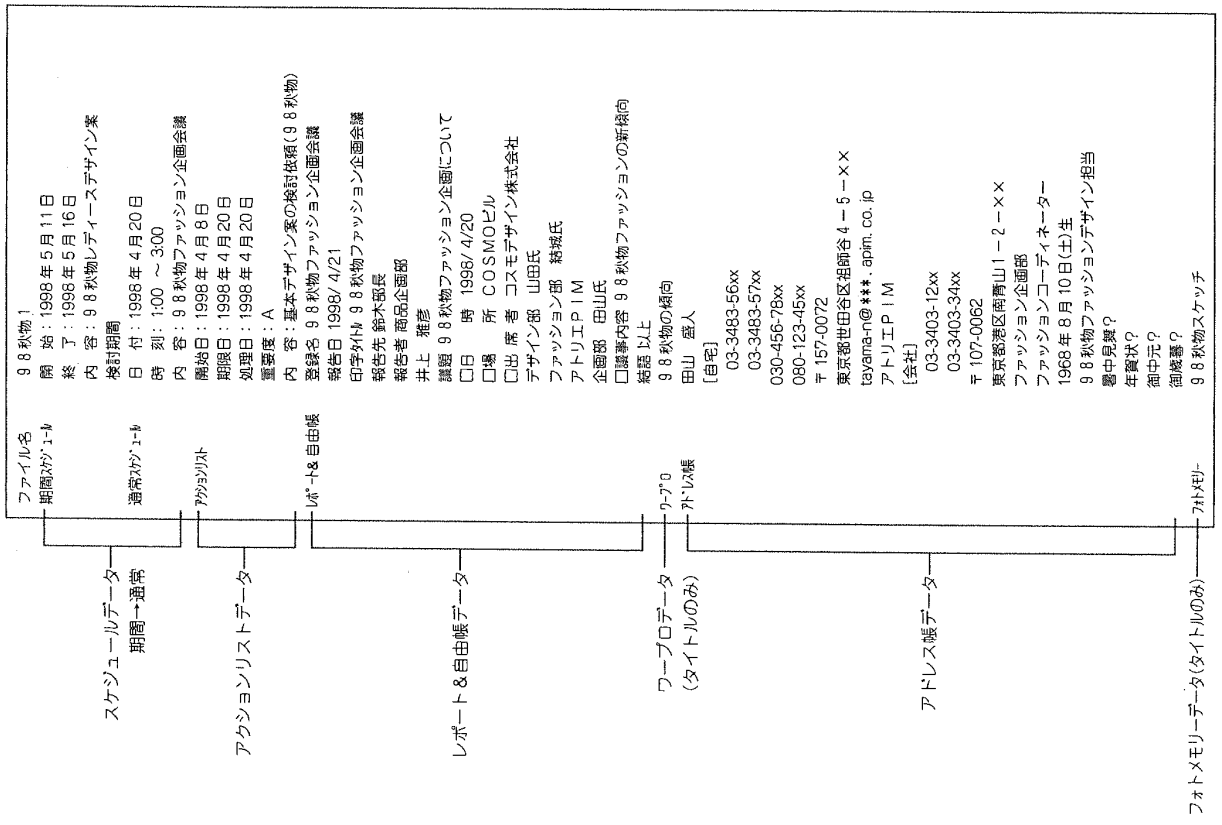 ファイル名 98秋物1
期間スケジュール 開 始:1998年5月11日
終 了:1998年5月16日
内 容:98秋物レディースデザイン案
検討期間
通常スケジュール 日 付:1998年4月20日
時 刻: 1:00 ~ 3:00
内 容:98秋物ファッション企画会議
アクションリスト 開始日:1998年4月8日
期限日:1998年4月20日
処理日:1998年4月20日
重要度:A
内 容:基本デザイン案の検討依頼(98秋物)
レポート&自由帳 登録名 98秋物ファッション企画会議
報告日 1998/4/21
印字タイトル 98秋物ファッション企画会議
報告先 鈴木部長
報告者 商品企画部
井上 雅彦
議題 98秋物ファッション企画について
□日 時 1998/4/20
□場 所 COSMOビル
□出 席 者 コスモデザイン株式会社
デザイン部 山田氏
ファッション部 結城氏
アトリエPIM
企画部 田山氏
□議事内容 98秋物ファッションの新傾向
結語 以上
ワープロ 98秋物の傾向
アドレス帳 田山 盛人
[自宅]
03-3483-56xx
03-3483-57xx
030-456-78xx
080-123-45xx
〒157-0072
東京都世田谷区祖師谷4-5-××
tayama-n@***.apim.co.jp
アトリエPIM
[会社]
03-3403-12xx
03-3403-34xx
〒107-0062
東京都港区南青山1-2-××
ファッション企画部
ファッションコーディネーター
1968年8月10日(土)生
98秋物ファッションデザイン担当
暑中見舞?
年賀状?
御中元?
御歳暮?
フォトメモリー 98秋物スケッチ
スケジュールデータ
期間→通常
アクションリストデータ
レポート&自由帳データ
ワープロデータ
(タイトルのみ)
アドレス帳データ
フォトメモリーデータ(タイトルのみ)